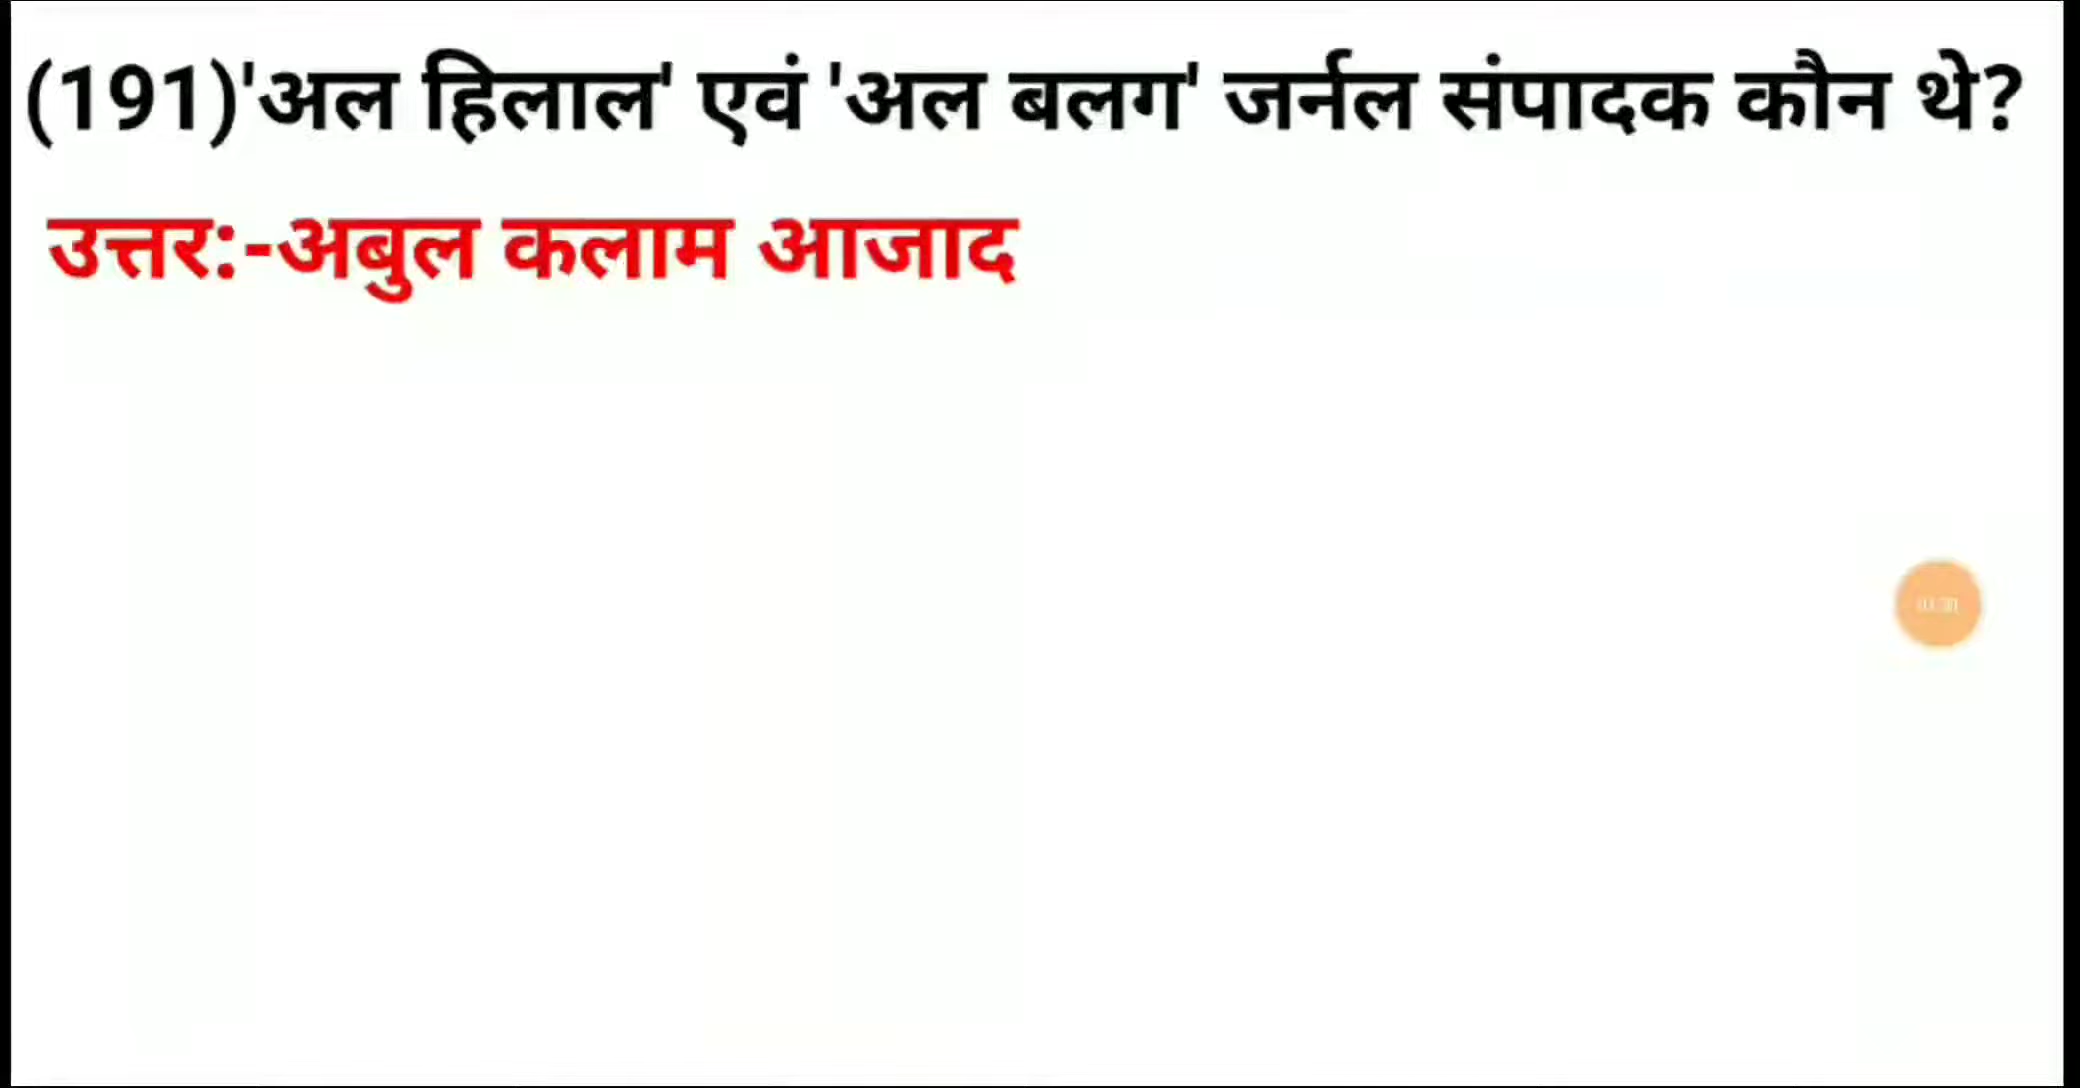 (191)'अल हिलाल' एवं 'अल बलग' जर्नल संपादक कौन थे?
उत्तर:-अबुल कलाम आजाद